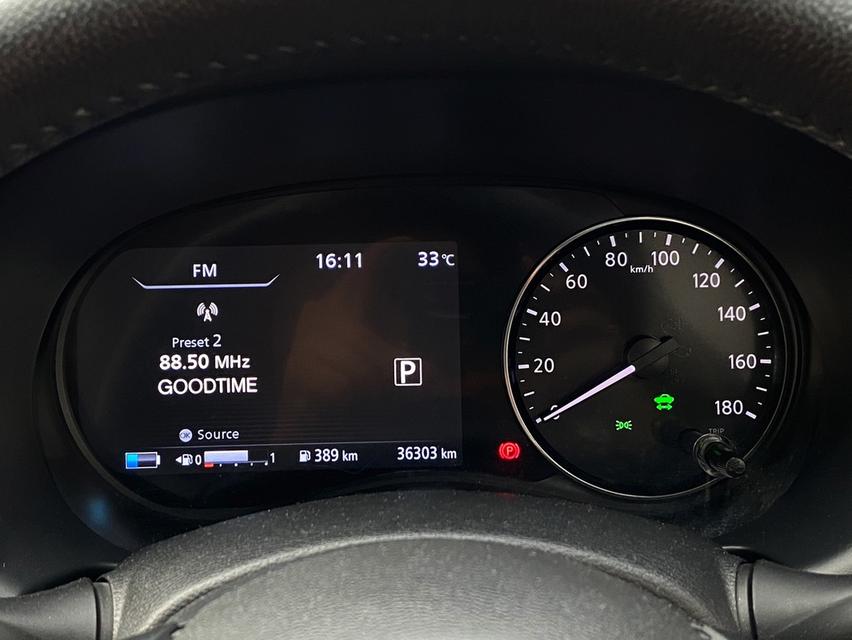 FM
16:11
33°C
Preset 2
88.50 MHz
GOODTIME
P
OK Source
0 1
389 km
36303 km
P
0
20
40
60
80
100
120
140
160
180
km/h
TRIP